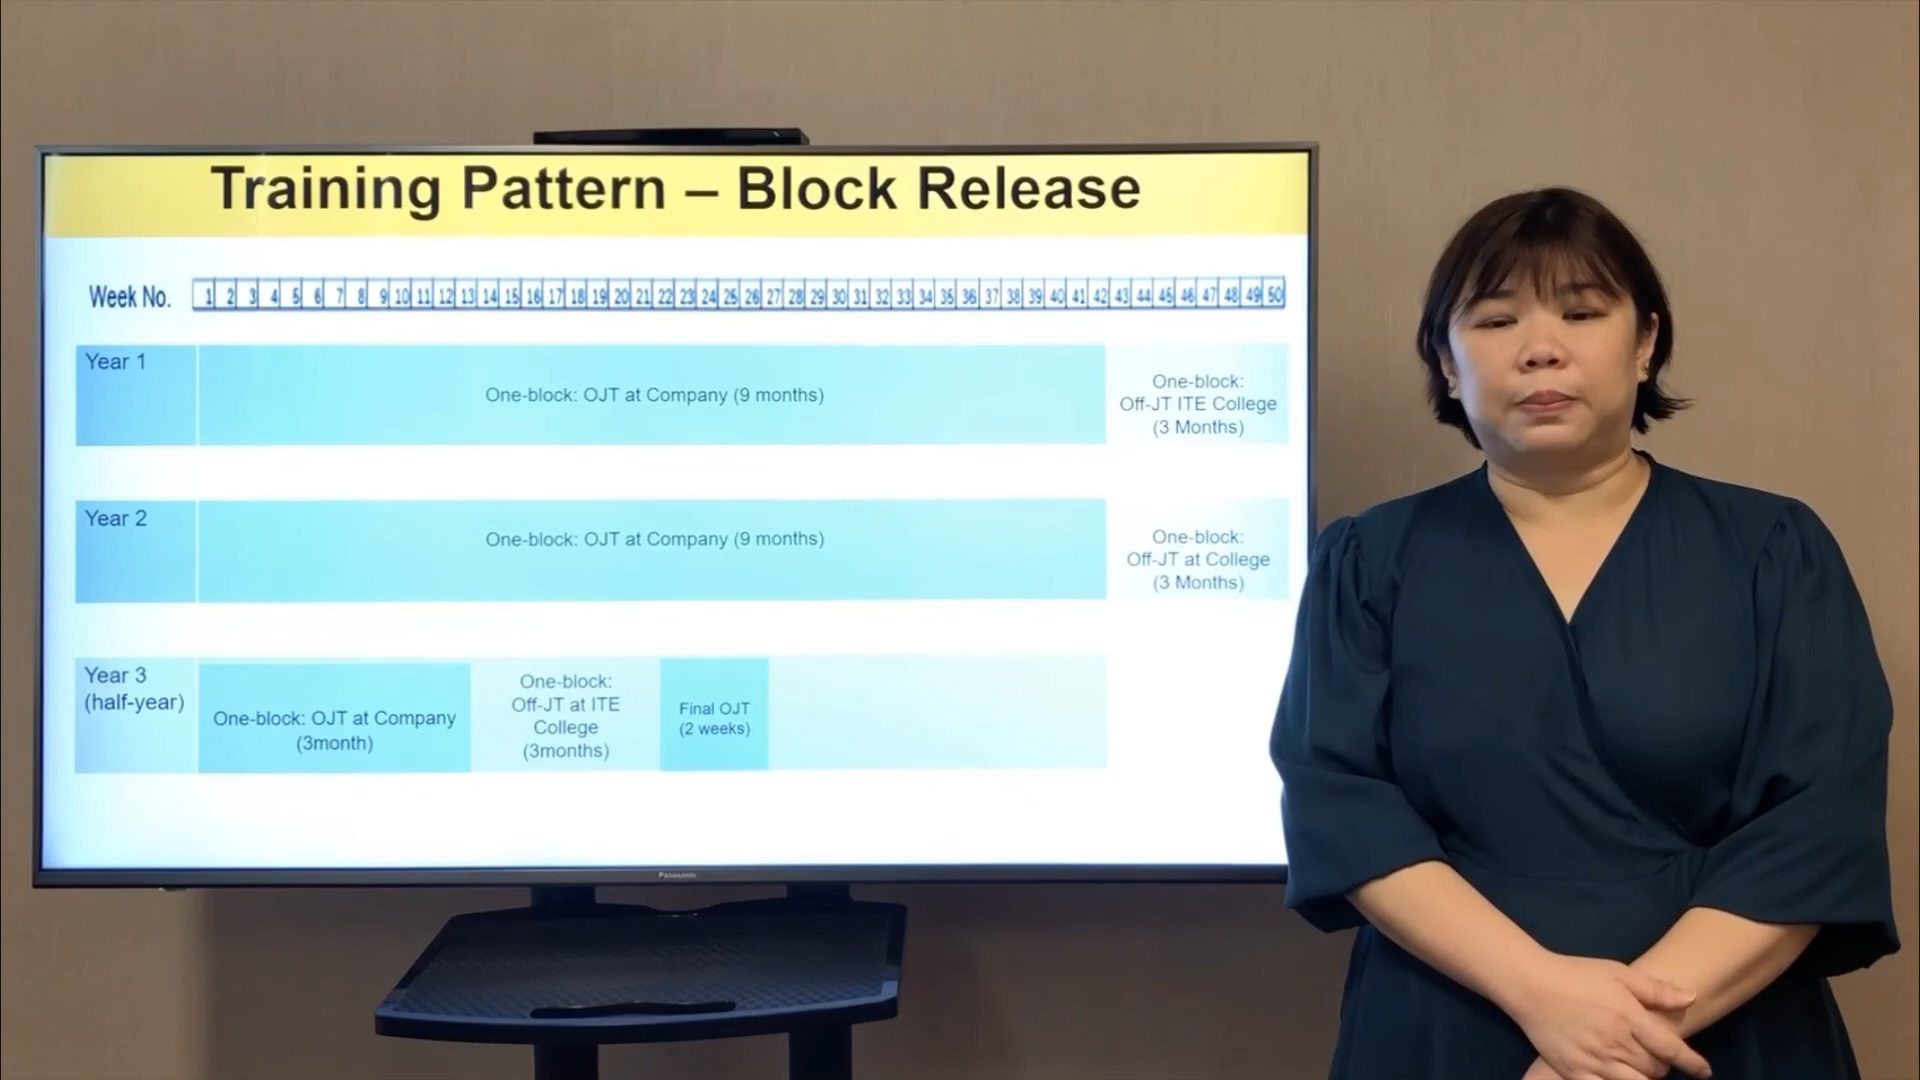 Training Pattern – Block Release
Week No. 1 2 3 4 5 6 7 8 9 10 11 12 13 14 15 16 17 18 19 20 21 22 23 24 25 26 27 28 29 30 31 32 33 34 35 36 37 38 39 40 41 42 43 44 45 46 47 48 49 50
Year 1
One-block: OJT at Company (9 months)
One-block:
Off-JT ITE College
(3 Months)
Year 2
One-block: OJT at Company (9 months)
One-block:
Off-JT at College
(3 Months)
Year 3
(half-year)
One-block: OJT at Company
(3month)
One-block:
Off-JT at ITE
College
(3months)
Final OJT
(2 weeks)
Panasonic